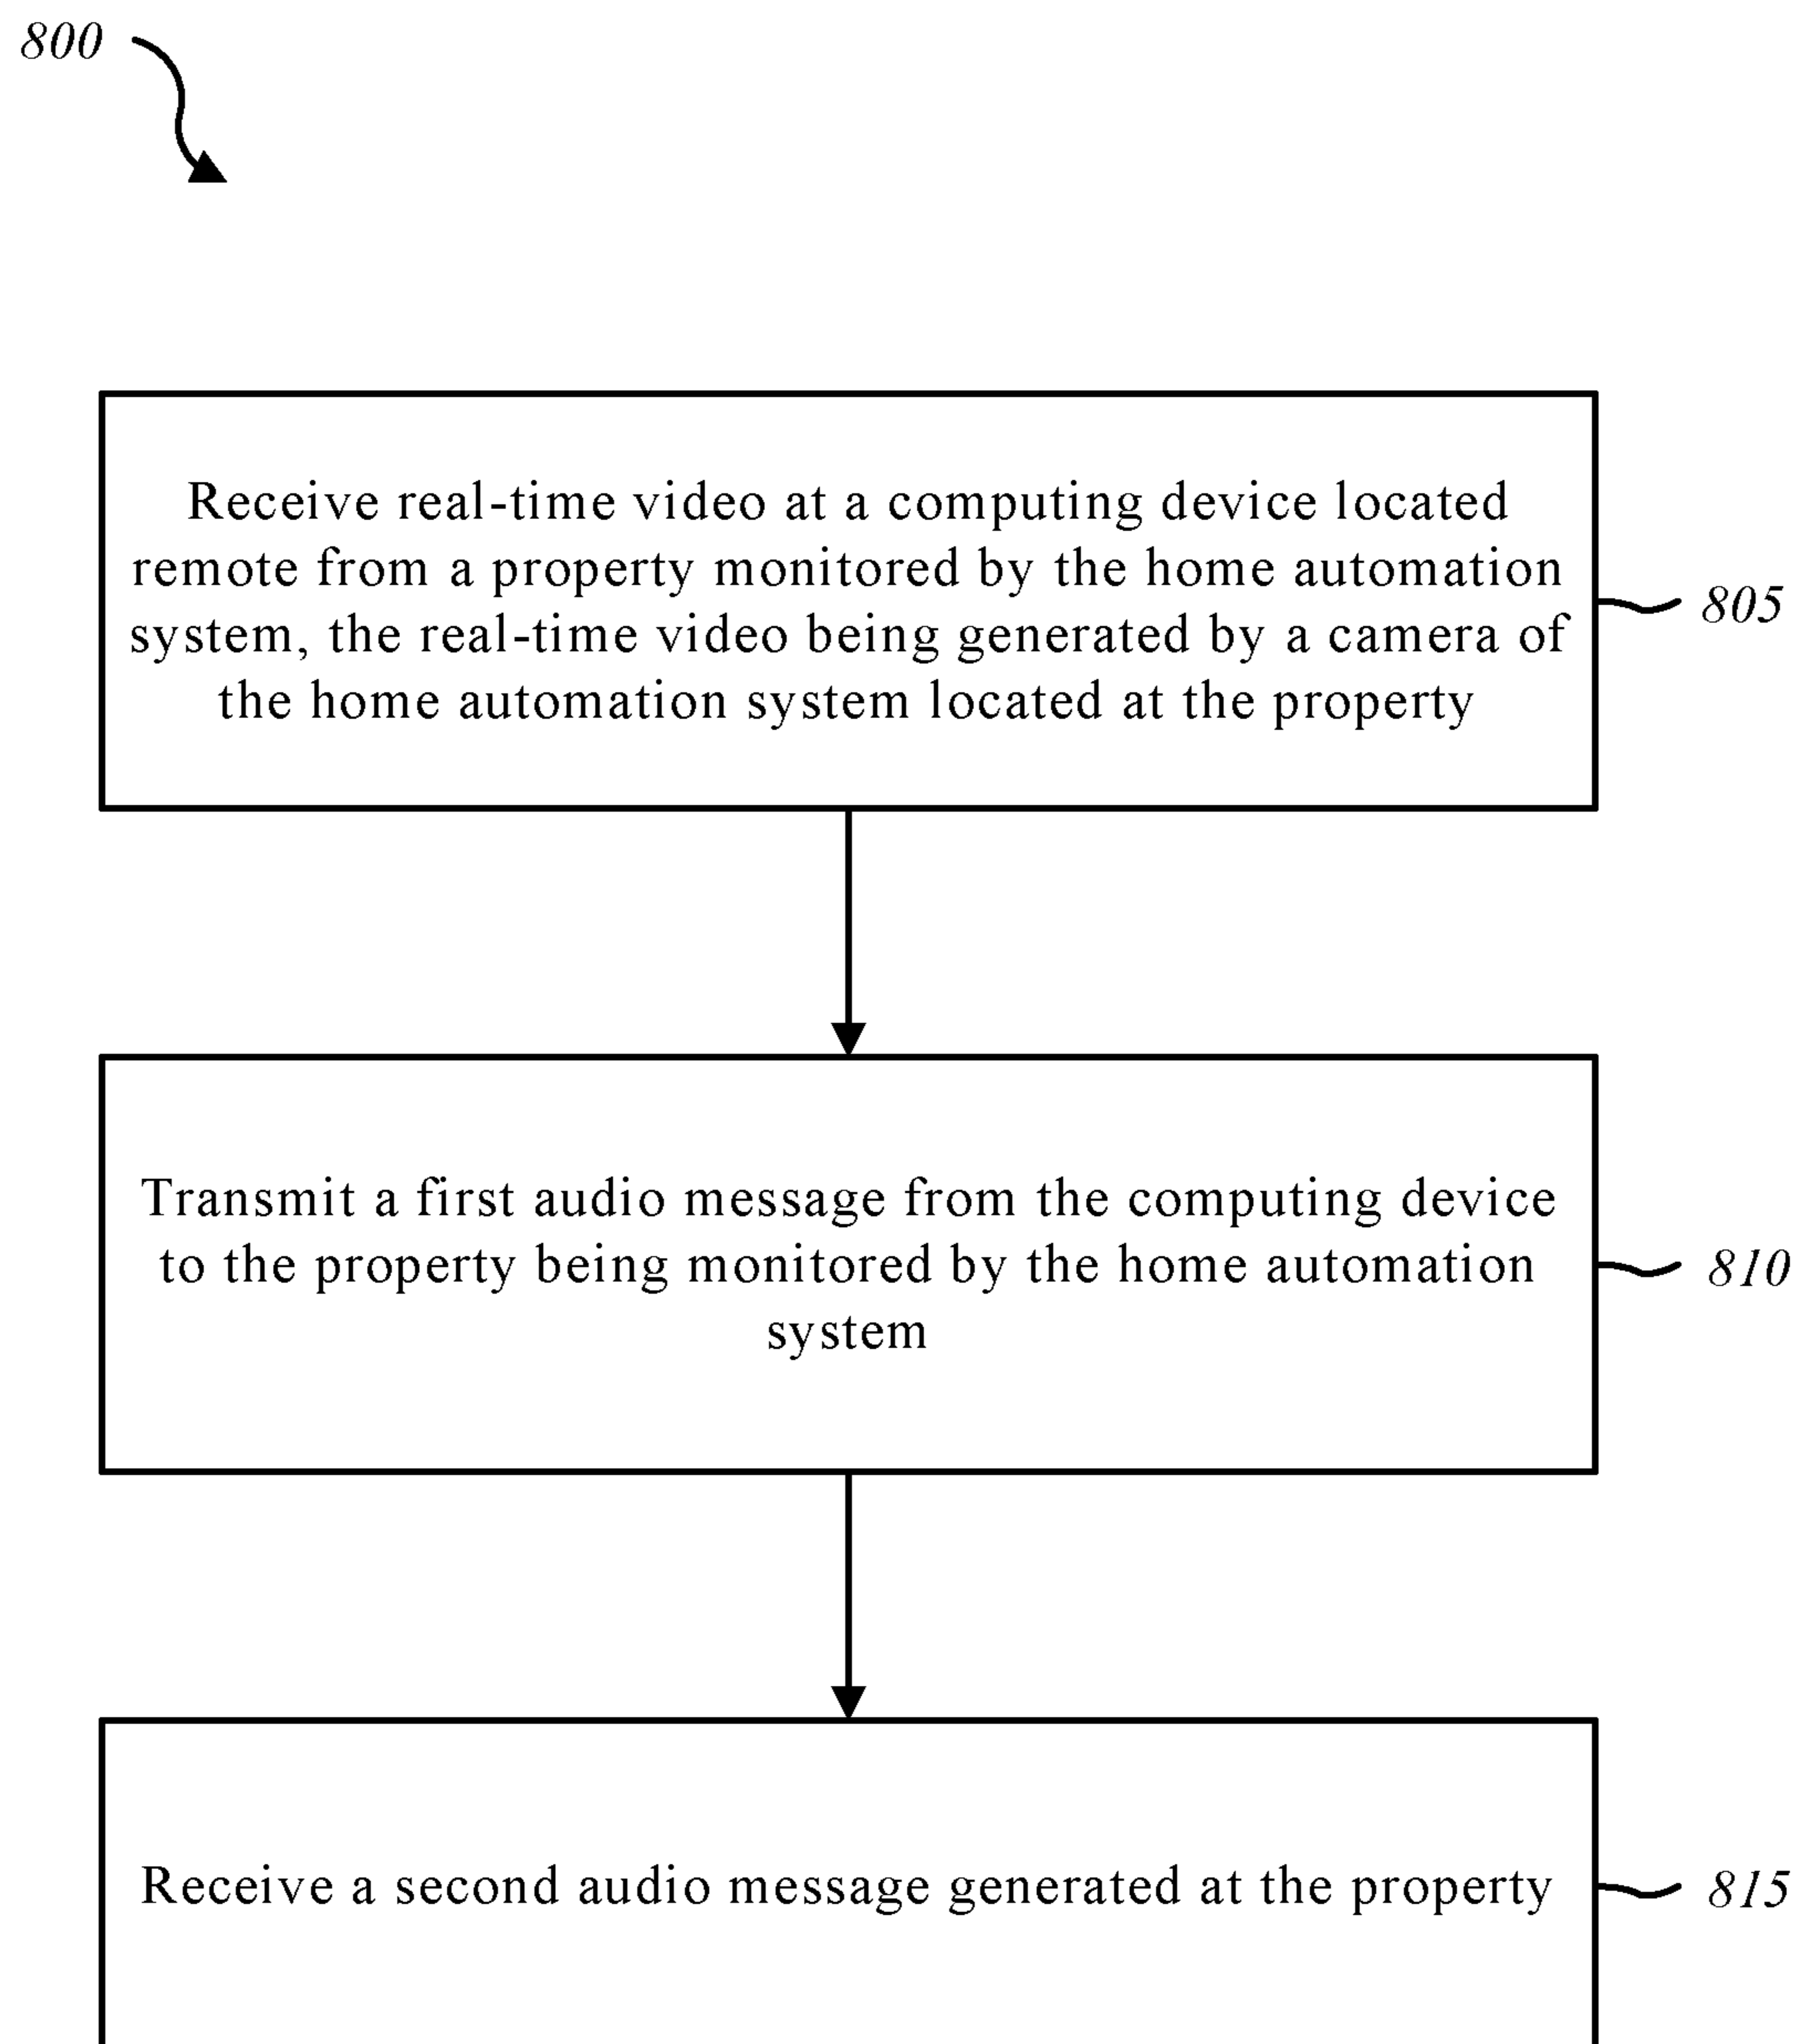 800
Receive real-time video at a computing device located
remote from a property monitored by the home automation
system, the real-time video being generated by a camera of
the home automation system located at the property
805
Transmit a first audio message from the computing device
to the property being monitored by the home automation
system
810
Receive a second audio message generated at the property
815